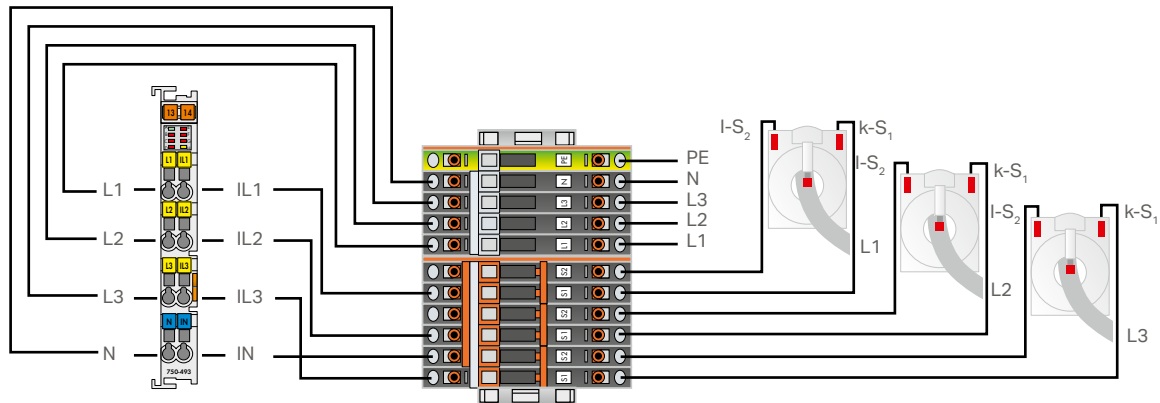 13 14
L1 IL1
L2 IL2
L3 IL3
N IN
750-493
L1
L2
L3
N
IL1
IL2
IL3
IN
PE
N
L3
L2
L1
S2
S1
S2
S1
S2
S1
PE
N
L3
L2
L1
l-S2
k-S1
L1
l-S2
k-S1
L2
l-S2
k-S1
L3